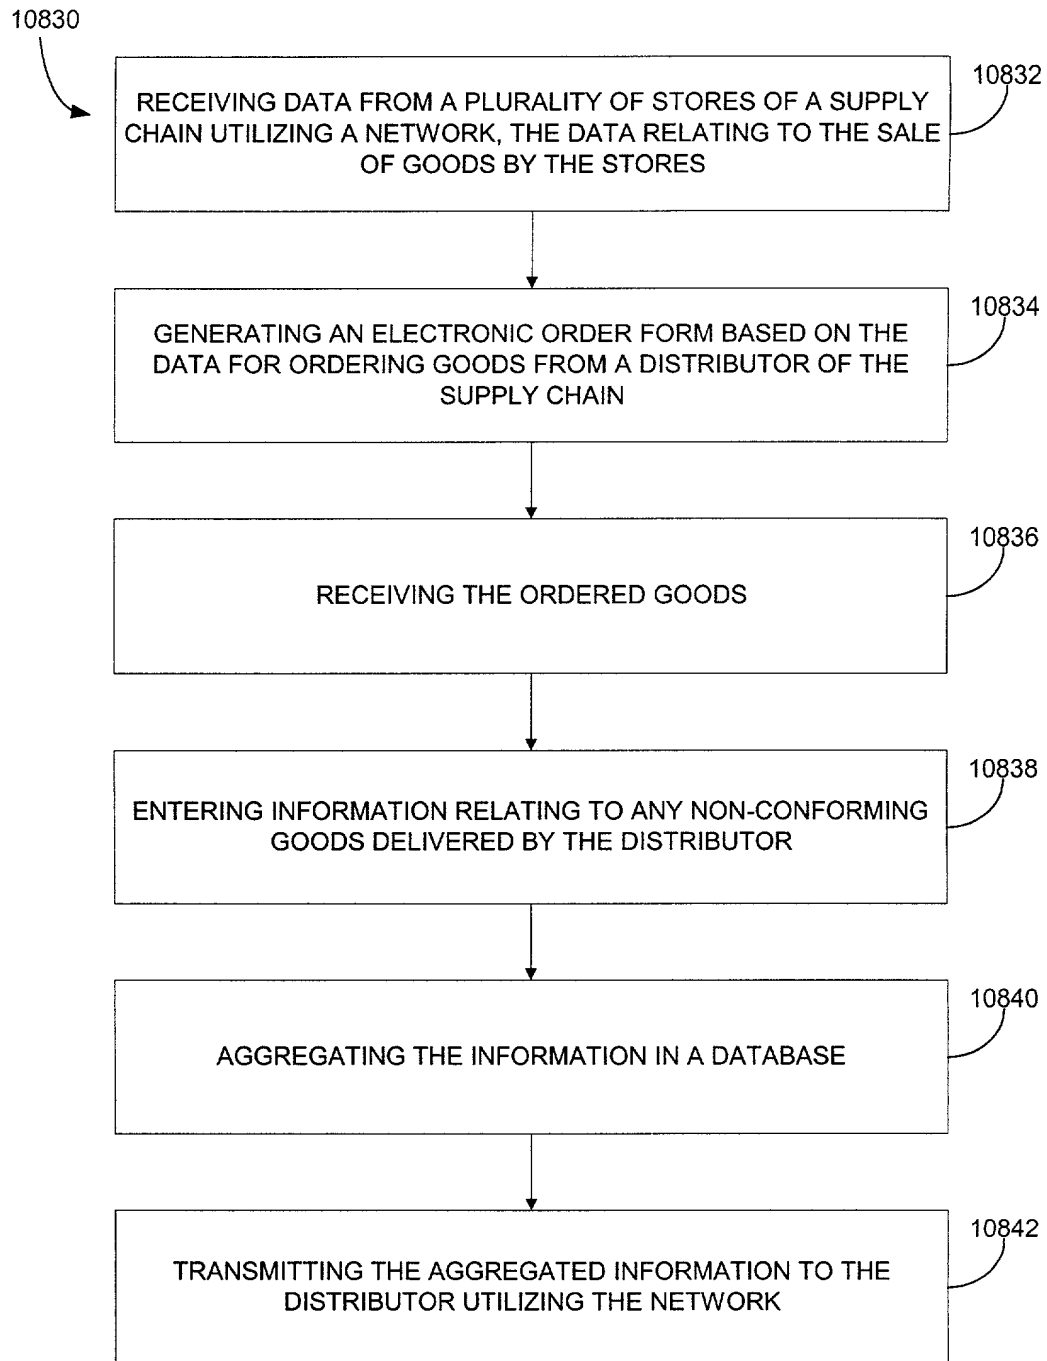 10830
10832
RECEIVING DATA FROM A PLURALITY OF STORES OF A SUPPLY
CHAIN UTILIZING A NETWORK, THE DATA RELATING TO THE SALE
OF GOODS BY THE STORES
10834
GENERATING AN ELECTRONIC ORDER FORM BASED ON THE
DATA FOR ORDERING GOODS FROM A DISTRIBUTOR OF THE
SUPPLY CHAIN
10836
RECEIVING THE ORDERED GOODS
10838
ENTERING INFORMATION RELATING TO ANY NON-CONFORMING
GOODS DELIVERED BY THE DISTRIBUTOR
10840
AGGREGATING THE INFORMATION IN A DATABASE
10842
TRANSMITTING THE AGGREGATED INFORMATION TO THE
DISTRIBUTOR UTILIZING THE NETWORK